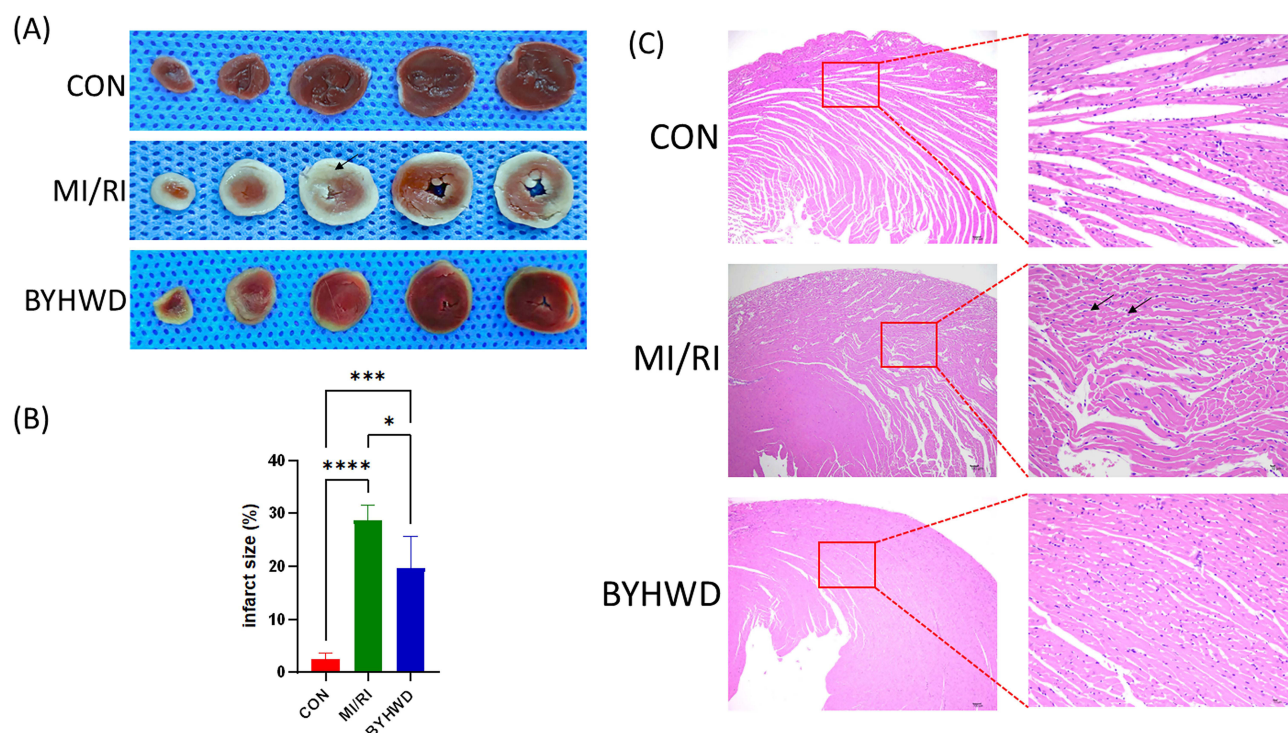 (A)
CON
MI/RI
BYHWD
(B)
***
*
****
infarct size (%)
40
30
20
10
0
CON
MI/RI
BYHWD
(C)
CON
MI/RI
BYHWD